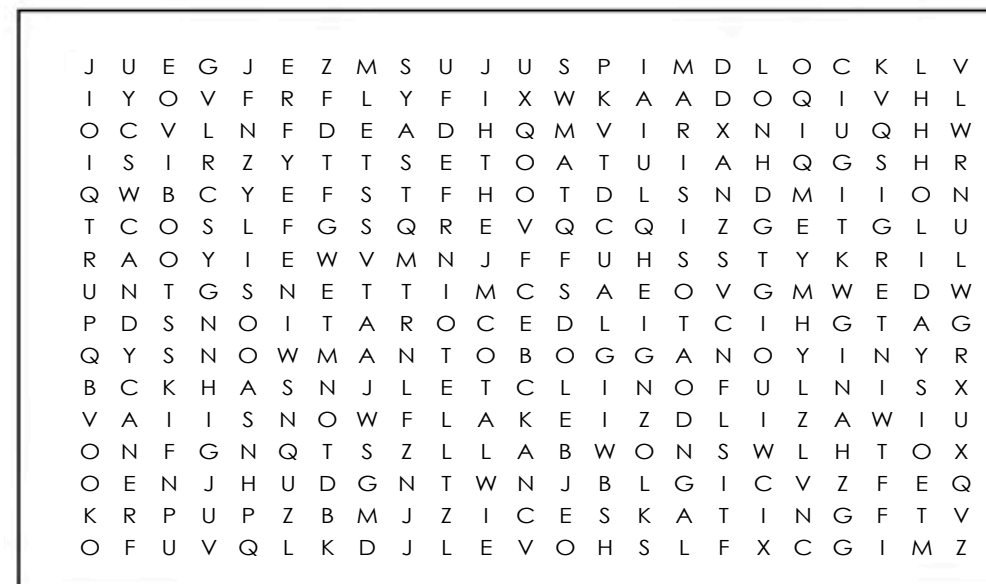 J U E G J E Z M S U J U S P I M D L O C K L V
I Y O V F R F L Y F I X W K A A D O Q I V H L
O C V L N F D E A D H Q M V I R X N I U Q H W
I S I R Z Y T T S E T O A T U I A H Q G S H R
Q W B C Y E F S T F H O T D L S N D M I I O N
T C O S L F G S Q R E V Q C Q I Z G E T G L U
R A O Y I E W V M N J F F U H S S T Y K R I L
U N T G S N E T T I M C S A E O V G M W E D W
P D S N O I T A R O C E D L I T C I H G T A G
Q Y S N O W M A N T O B O G G A N O Y I N Y R
B C K H A S N J L E T C L I N O F U L N I S X
V A I I S N O W F L A K E I Z D L I Z A W I U
O N F G N Q T S Z L L A B W O N S W L H T O X
O E N J H U D G N T W N J B L G I C V Z F E Q
K R P U P Z B M J Z I C E S K A T I N G F T V
O F U V Q L K D J L E V O H S L F X C G I M Z